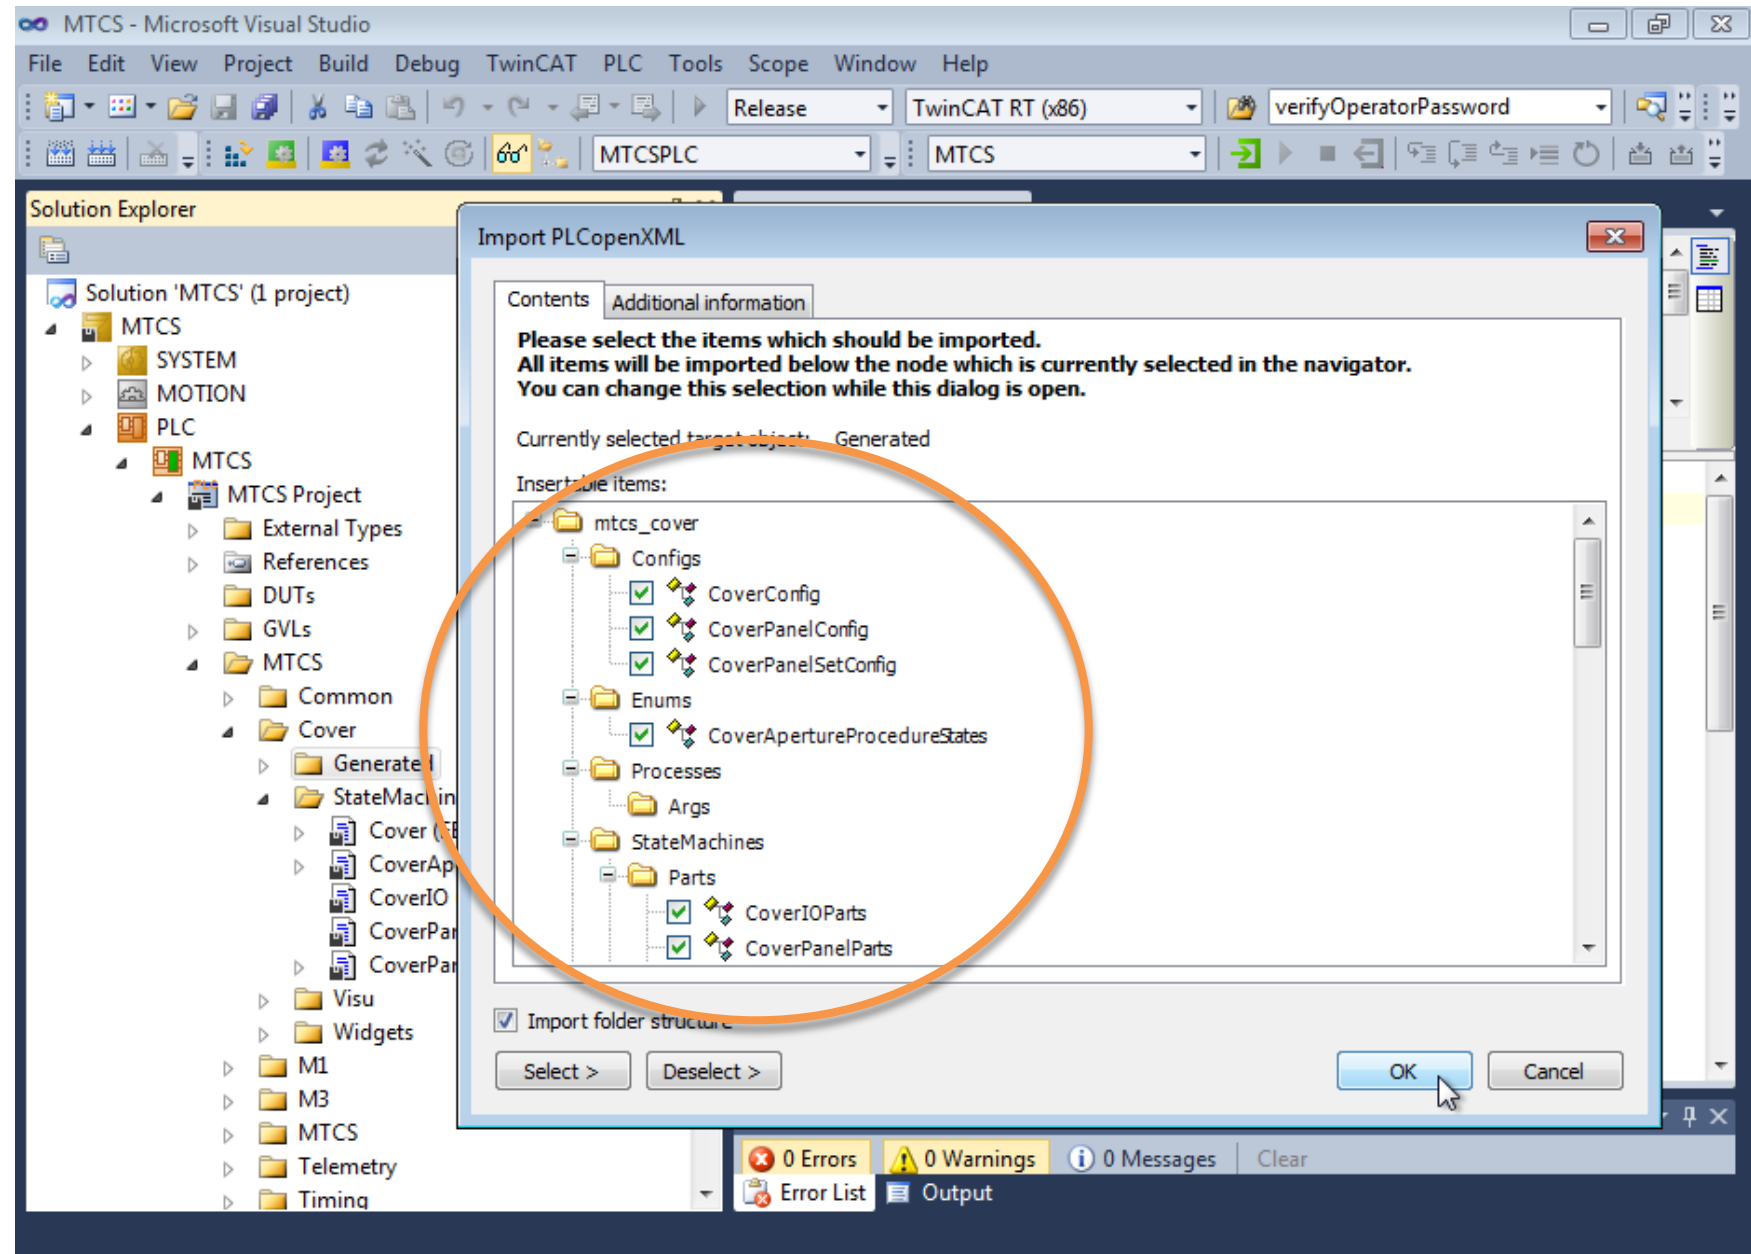 MTCS - Microsoft Visual Studio
File Edit View Project Build Debug TwinCAT PLC Tools Scope Window Help
Release TwinCAT RT (x86) verifyOperatorPassword
MTCSPLC MTCS
Solution Explorer
Solution 'MTCS' (1 project)
MTCS
SYSTEM
MOTION
PLC
MTCS
MTCS Project
External Types
References
DUTs
GVLs
MTCS
Common
Cover
Generated
StateMachin
Cover (
CoverAp
CoverIO
CoverPar
CoverPar
Visu
Widgets
M1
M3
MTCS
Telemetry
Timing
Import PLCopenXML
Contents Additional information
Please select the items which should be imported.
All items will be imported below the node which is currently selected in the navigator.
You can change this selection while this dialog is open.
Currently selected target object: Generated
Insertable items:
mtcs_cover
Configs
CoverConfig
CoverPanelConfig
CoverPanelSetConfig
Enums
CoverApertureProcedureStates
Processes
Args
StateMachines
Parts
CoverIOParts
CoverPanelParts
Import folder structure
Select > Deselect > OK Cancel
0 Errors 0 Warnings 0 Messages Clear
Error List Output